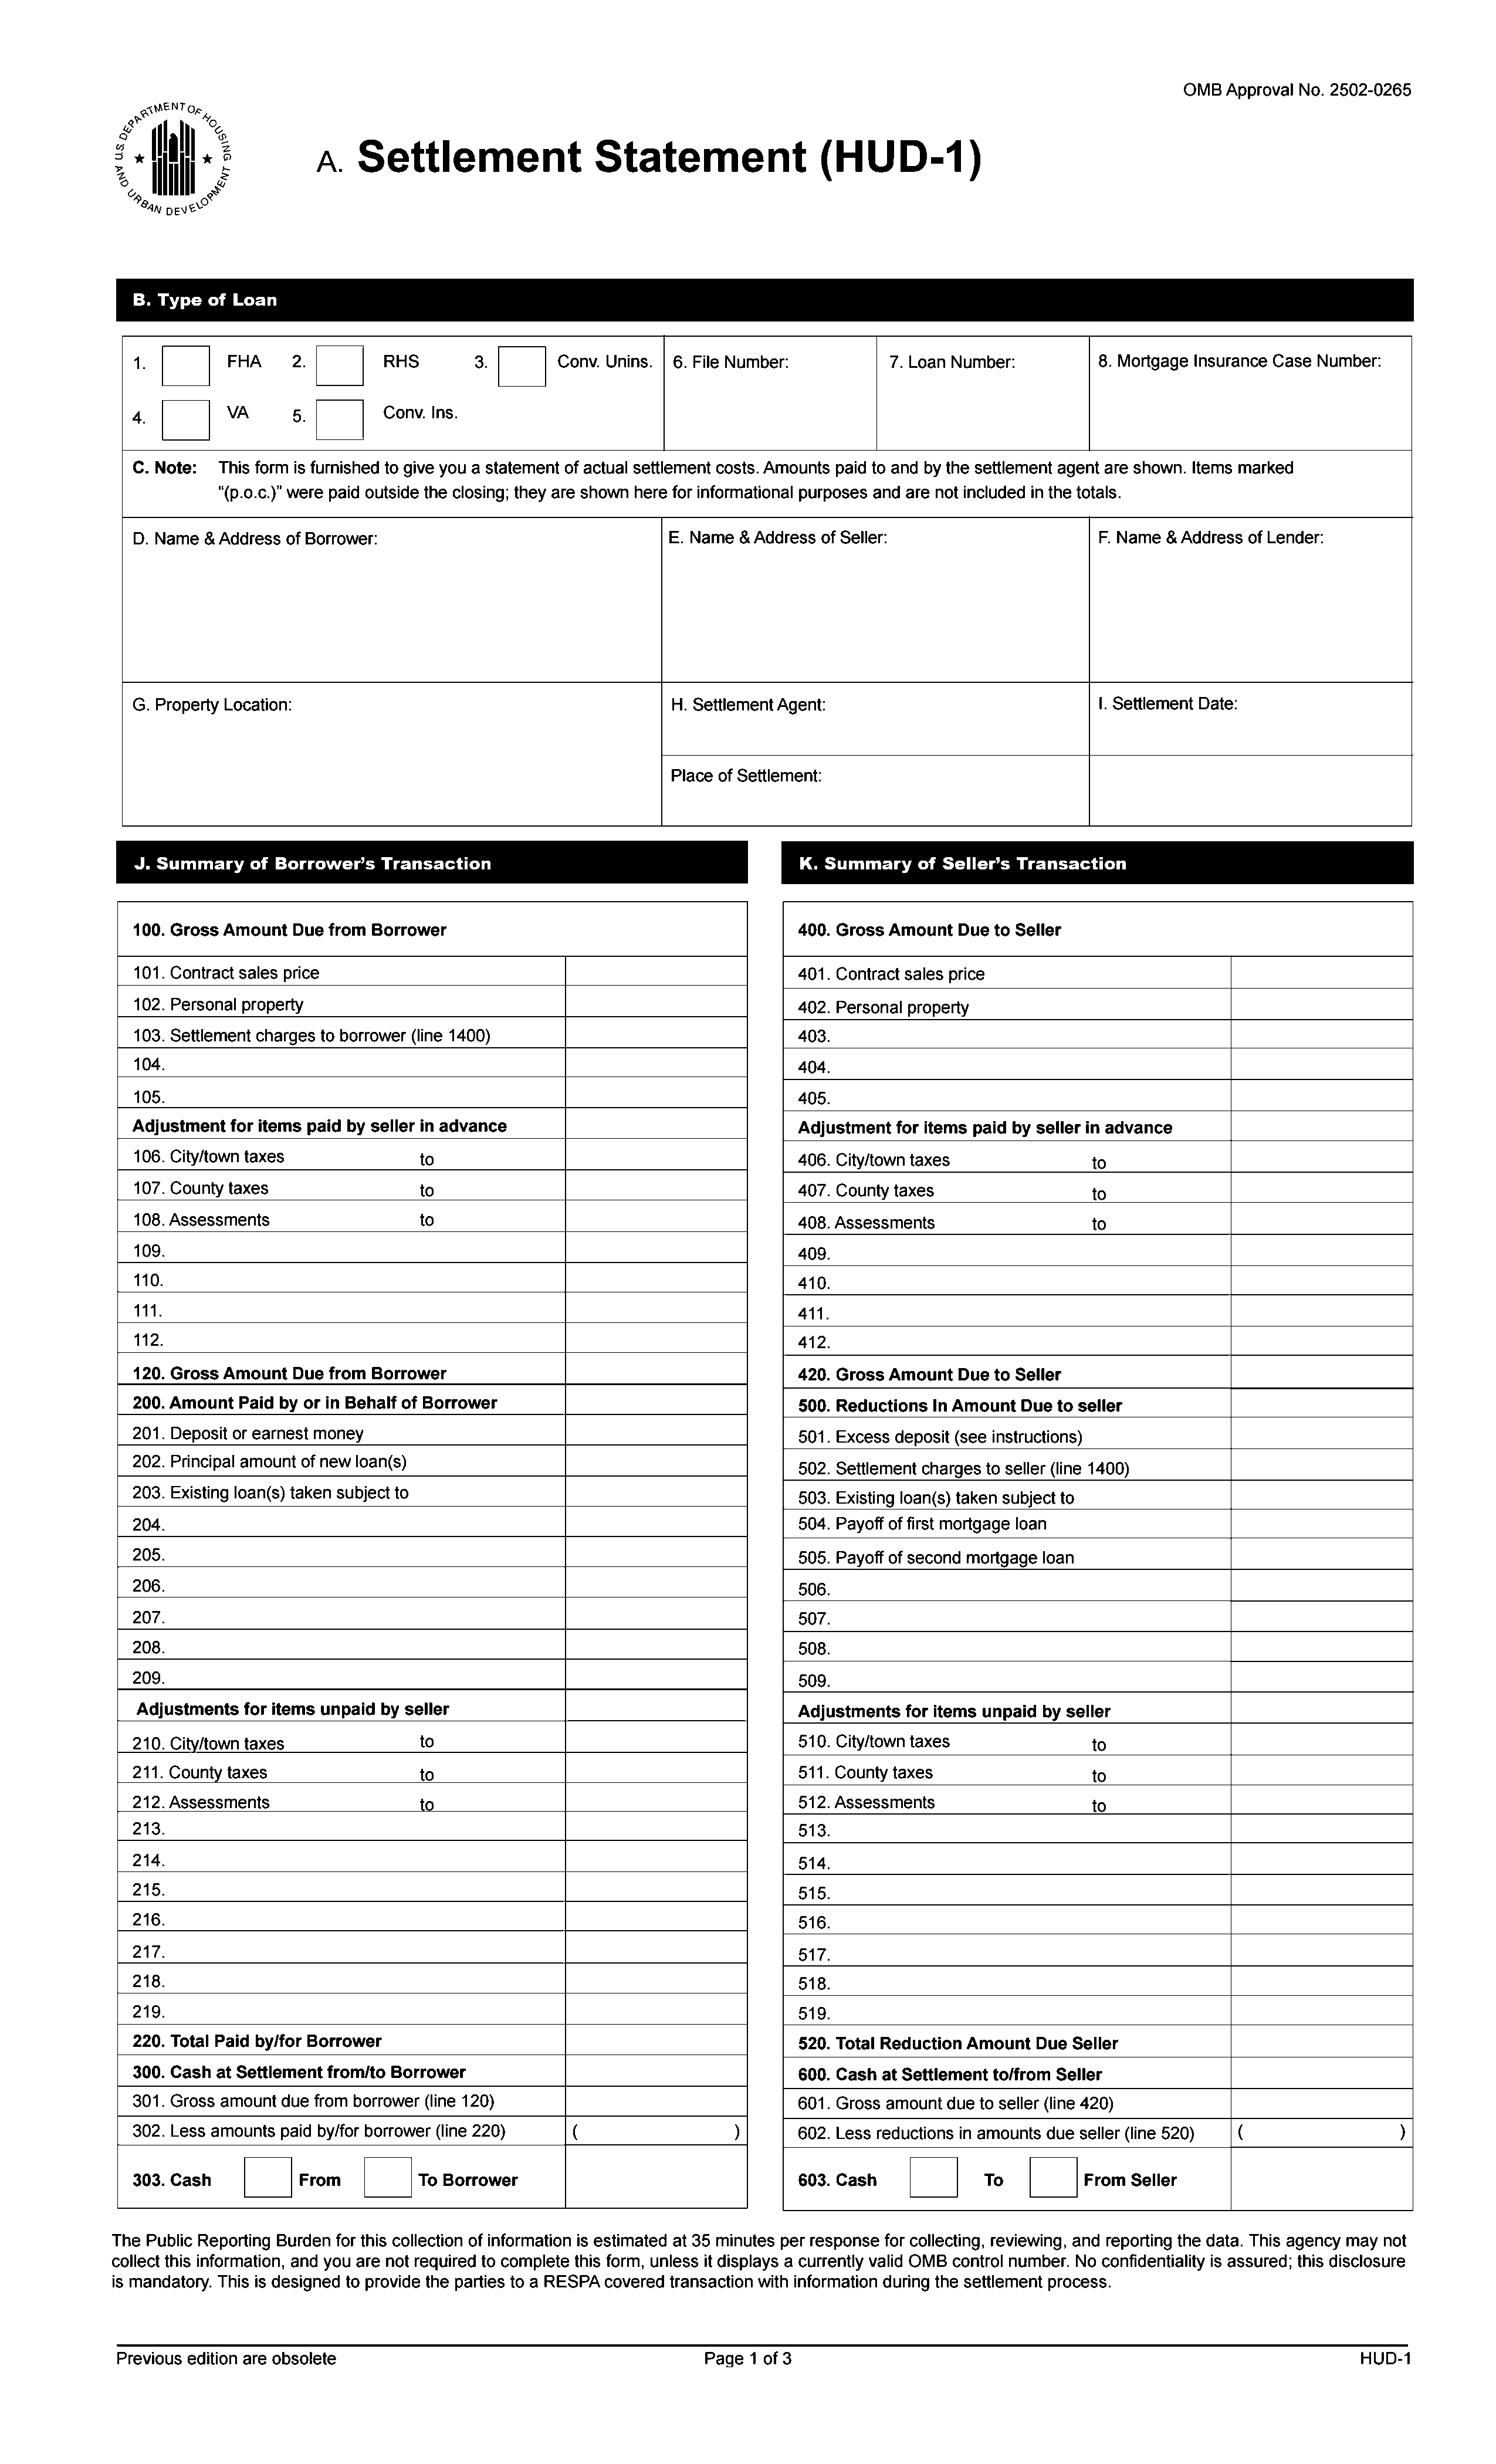 OMB Approval No. 2502-0265
U.S. DEPARTMENT OF HOUSING AND URBAN DEVELOPMENT
A. Settlement Statement (HUD-1)
B. Type of Loan
1. FHA 2. RHS 3. Conv. Unins.
4. VA 5. Conv. Ins.
6. File Number:
7. Loan Number:
8. Mortgage Insurance Case Number:
C. Note: This form is furnished to give you a statement of actual settlement costs. Amounts paid to and by the settlement agent are shown. Items marked
“(p.o.c.)” were paid outside the closing; they are shown here for informational purposes and are not included in the totals.
D. Name & Address of Borrower:
E. Name & Address of Seller:
F. Name & Address of Lender:
G. Property Location:
H. Settlement Agent:
I. Settlement Date:
Place of Settlement:
J. Summary of Borrower’s Transaction
100. Gross Amount Due from Borrower
101. Contract sales price
102. Personal property
103. Settlement charges to borrower (line 1400)
104.
105.
Adjustment for items paid by seller in advance
106. City/town taxes to
107. County taxes to
108. Assessments to
109.
110.
111.
112.
120. Gross Amount Due from Borrower
200. Amount Paid by or in Behalf of Borrower
201. Deposit or earnest money
202. Principal amount of new loan(s)
203. Existing loan(s) taken subject to
204.
205.
206.
207.
208.
209.
Adjustments for items unpaid by seller
210. City/town taxes to
211. County taxes to
212. Assessments to
213.
214.
215.
216.
217.
218.
219.
220. Total Paid by/for Borrower
300. Cash at Settlement from/to Borrower
301. Gross amount due from borrower (line 120)
302. Less amounts paid by/for borrower (line 220) ( )
303. Cash From To Borrower
K. Summary of Seller’s Transaction
400. Gross Amount Due to Seller
401. Contract sales price
402. Personal property
403.
404.
405.
Adjustment for items paid by seller in advance
406. City/town taxes to
407. County taxes to
408. Assessments to
409.
410.
411.
412.
420. Gross Amount Due to Seller
500. Reductions In Amount Due to seller
501. Excess deposit (see instructions)
502. Settlement charges to seller (line 1400)
503. Existing loan(s) taken subject to
504. Payoff of first mortgage loan
505. Payoff of second mortgage loan
506.
507.
508.
509.
Adjustments for items unpaid by seller
510. City/town taxes to
511. County taxes to
512. Assessments to
513.
514.
515.
516.
517.
518.
519.
520. Total Reduction Amount Due Seller
600. Cash at Settlement to/from Seller
601. Gross amount due to seller (line 420)
602. Less reductions in amounts due seller (line 520) ( )
603. Cash To From Seller
The Public Reporting Burden for this collection of information is estimated at 35 minutes per response for collecting, reviewing, and reporting the data. This agency may not
collect this information, and you are not required to complete this form, unless it displays a currently valid OMB control number. No confidentiality is assured; this disclosure
is mandatory. This is designed to provide the parties to a RESPA covered transaction with information during the settlement process.
Previous edition are obsolete
Page 1 of 3
HUD-1